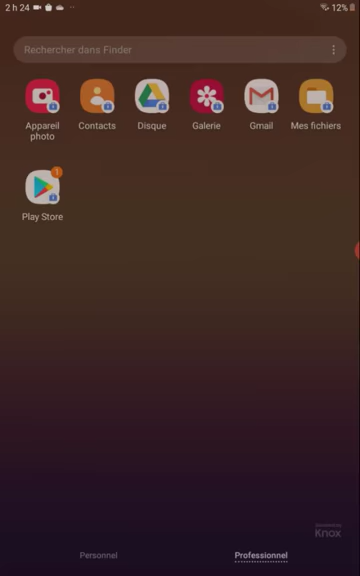 2 h 24
12%
Rechercher dans Finder
Appareil photo
Contacts
Disque
Galerie
Gmail
Mes fichiers
1
Play Store
Knox
Personnel
Professionnel